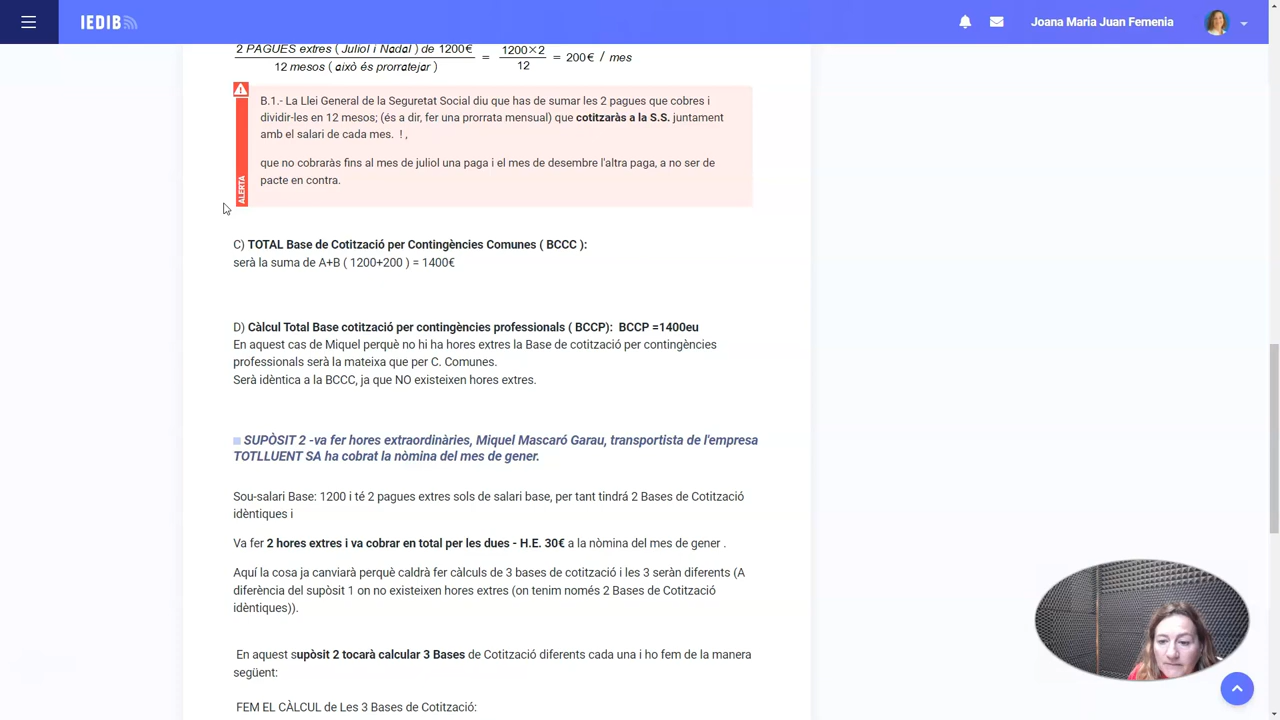 IEDIB
Joana Maria Juan Femenia
2 PAGUES extres ( Juliol i Nadal ) de 1200€
12 mesos ( això és prorratejar )
= 1200×2
12
= 200€ / mes
B.1.- La Llei General de la Seguretat Social diu que has de sumar les 2 pagues que cobres i
dividir-les en 12 mesos; (és a dir, fer una prorrata mensual) que cotitzaràs a la S.S. juntament
amb el salari de cada mes. ! ,
que no cobraràs fins al mes de juliol una paga i el mes de desembre l'altra paga, a no ser de
pacte en contra.
ALERTA
C) TOTAL Base de Cotització per Contingències Comunes ( BCCC ):
serà la suma de A+B ( 1200+200 ) = 1400€
D) Càlcul Total Base cotització per contingències professionals ( BCCP): BCCP =1400eu
En aquest cas de Miquel perquè no hi ha hores extres la Base de cotització per contingències
professionals serà la mateixa que per C. Comunes.
Serà idèntica a la BCCC, ja que NO existeixen hores extres.
SUPÒSIT 2 -va fer hores extraordinàries, Miquel Mascaró Garau, transportista de l'empresa
TOTLLUENT SA ha cobrat la nòmina del mes de gener.
Sou-salari Base: 1200 i té 2 pagues extres sols de salari base, per tant tindrá 2 Bases de Cotització
idèntiques i
Va fer 2 hores extres i va cobrar en total per les dues - H.E. 30€ a la nòmina del mes de gener .
Aquí la cosa ja canviarà perquè caldrà fer càlculs de 3 bases de cotització i les 3 seràn diferents (A
diferència del supòsit 1 on no existeixen hores extres (on tenim només 2 Bases de Cotització
idèntiques)).
En aquest supòsit 2 tocarà calcular 3 Bases de Cotització diferents cada una i ho fem de la manera
següent:
FEM EL CÀLCUL de Les 3 Bases de Cotització: